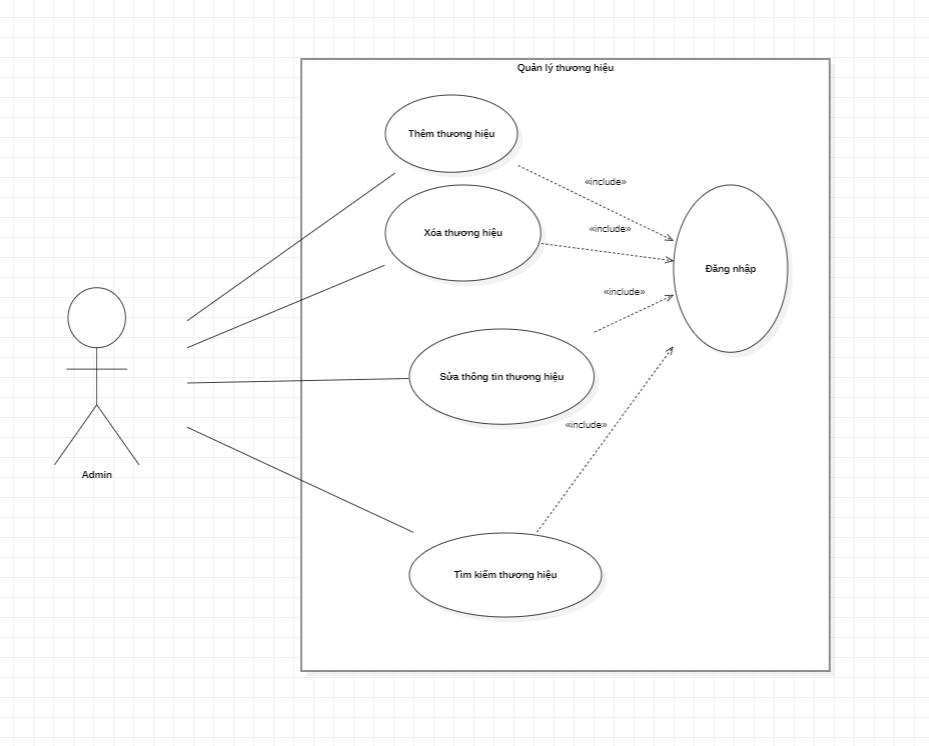 Quản lý thương hiệu
Thêm thương hiệu
«include»
Xóa thương hiệu
«include»
Đăng nhập
«include»
Sửa thông tin thương hiệu
«include»
Admin
Tìm kiếm thương hiệu